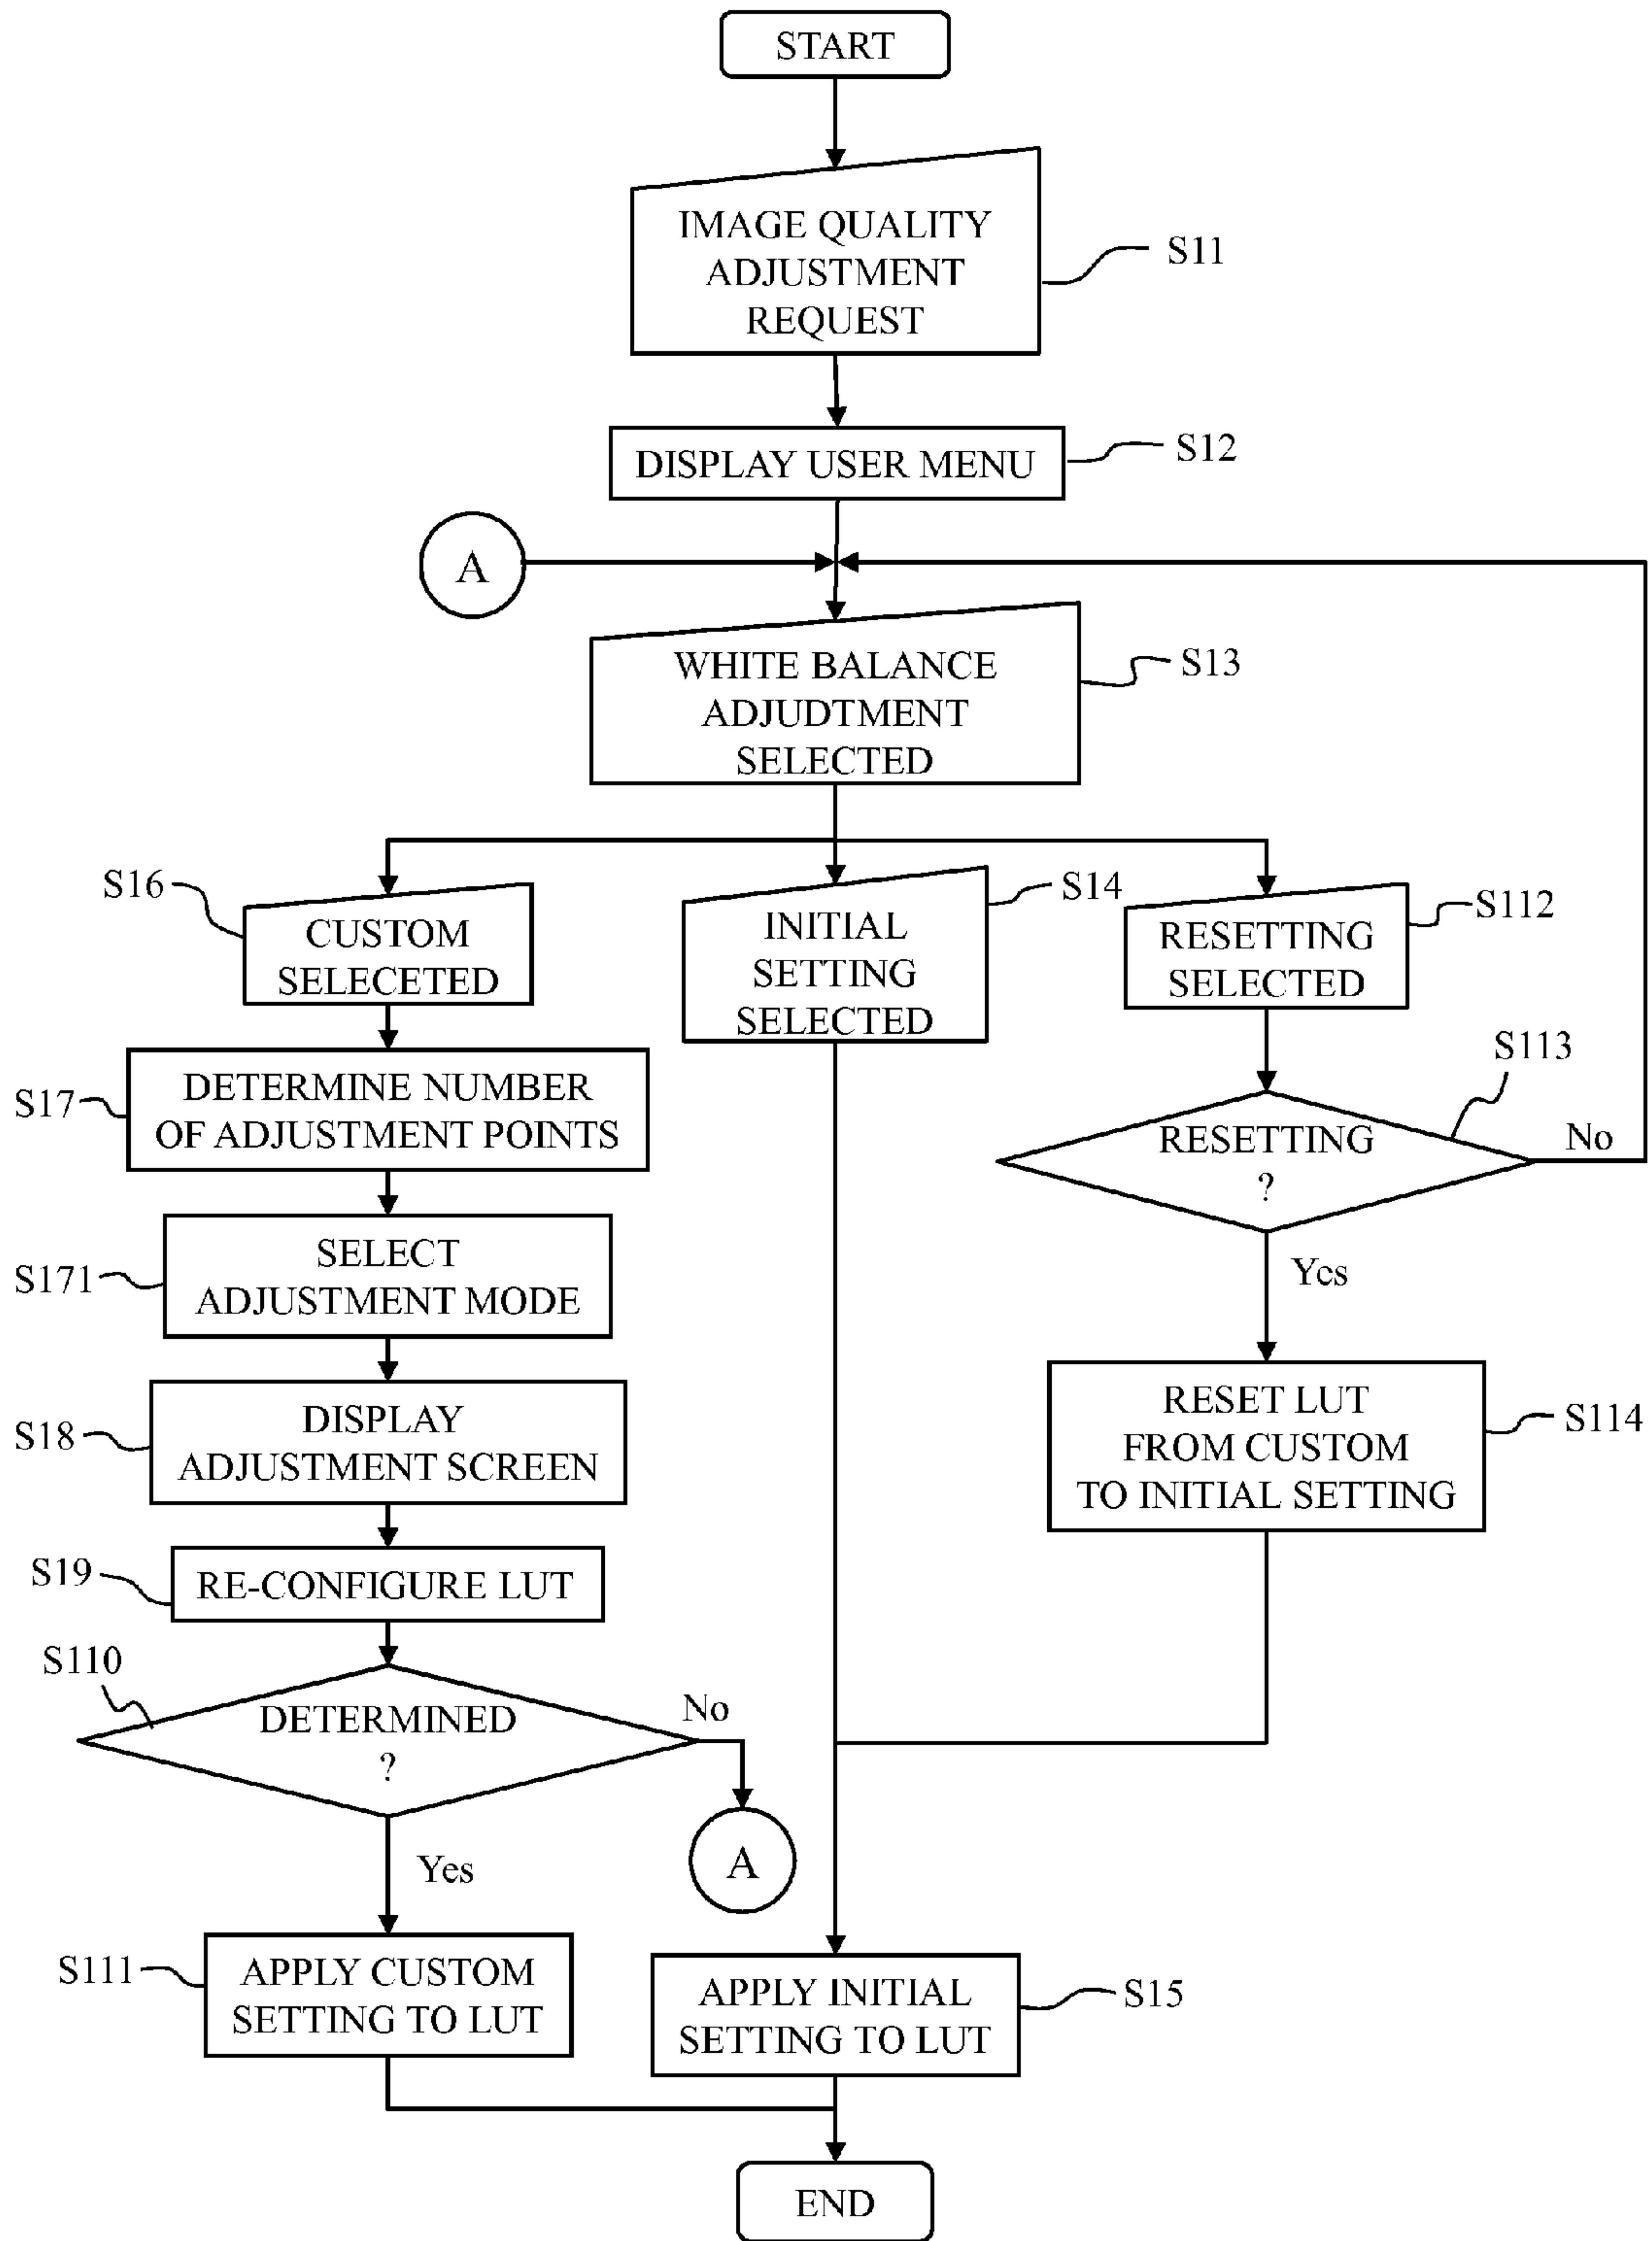 START
IMAGE QUALITY
ADJUSTMENT
REQUEST
S11
DISPLAY USER MENU
S12
A
WHITE BALANCE
ADJUDTMENT
SELECTED
S13
S16
CUSTOM
SELECETED
INITIAL
SETTING
SELECTED
S14
RESETTING
SELECTED
S112
S17
DETERMINE NUMBER
OF ADJUSTMENT POINTS
RESETTING
?
S113
No
Yes
S171
SELECT
ADJUSTMENT MODE
S18
DISPLAY
ADJUSTMENT SCREEN
RESET LUT
FROM CUSTOM
TO INITIAL SETTING
S114
S19
RE-CONFIGURE LUT
S110
DETERMINED
?
No
A
Yes
S111
APPLY CUSTOM
SETTING TO LUT
APPLY INITIAL
SETTING TO LUT
S15
END